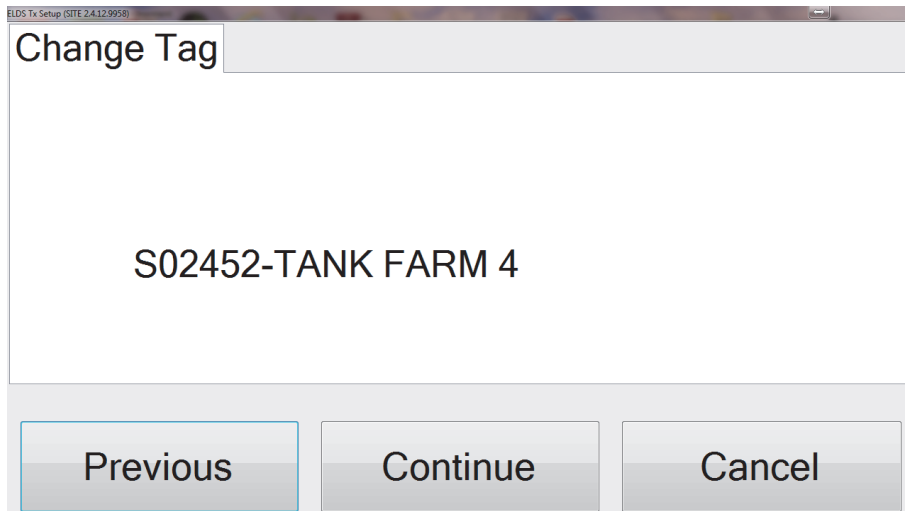 ELDS Tx Setup (SITE 2.4.12.9958)
Change Tag
S02452-TANK FARM 4
Previous Continue Cancel